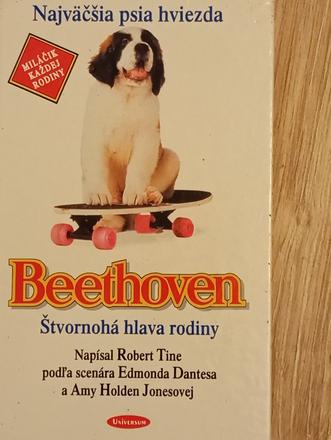 Najväčšia psia hviezda
MILÁČIK
KAŽDEJ
RODINY
Beethoven
Štvornohá hlava rodiny
Napísal Robert Tine
podľa scenára Edmonda Dantesa
a Amy Holden Jonesovej
UNIVERSUM